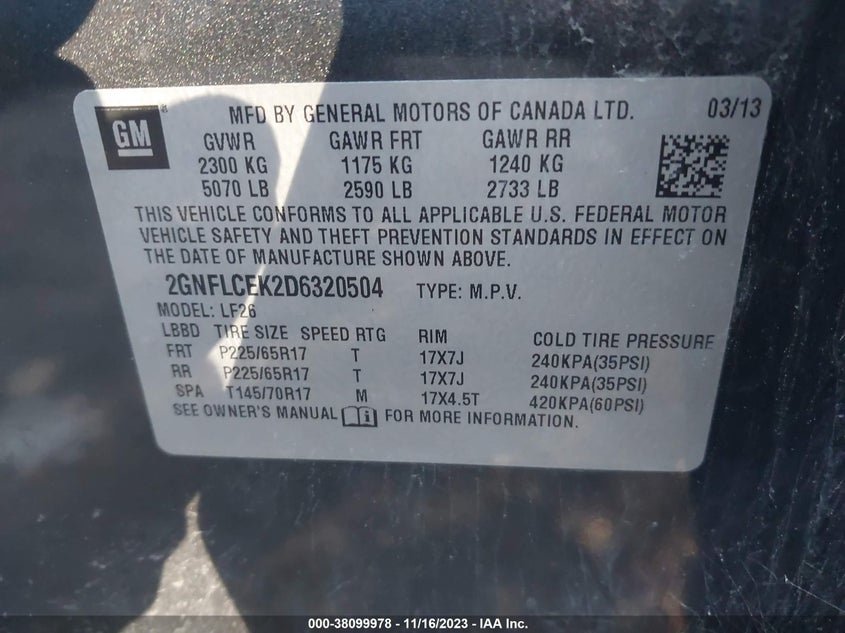 GM
MFD BY GENERAL MOTORS OF CANADA LTD. 03/13
GVWR GAWR FRT GAWR RR
2300 KG 1175 KG 1240 KG
5070 LB 2590 LB 2733 LB
THIS VEHICLE CONFORMS TO ALL APPLICABLE U.S. FEDERAL MOTOR
VEHICLE SAFETY AND THEFT PREVENTION STANDARDS IN EFFECT ON
THE DATE OF MANUFACTURE SHOWN ABOVE.
2GNFLCEK2D6320504 TYPE: M.P.V.
MODEL: LF26
LBBD TIRE SIZE SPEED RTG RIM COLD TIRE PRESSURE
FRT P225/65R17 T 17X7J 240KPA(35PSI)
RR P225/65R17 T 17X7J 240KPA(35PSI)
SPA T145/70R17 M 17X4.5T 420KPA(60PSI)
SEE OWNER'S MANUAL FOR MORE INFORMATION.
000-38099978 - 11/16/2023 - IAA Inc.